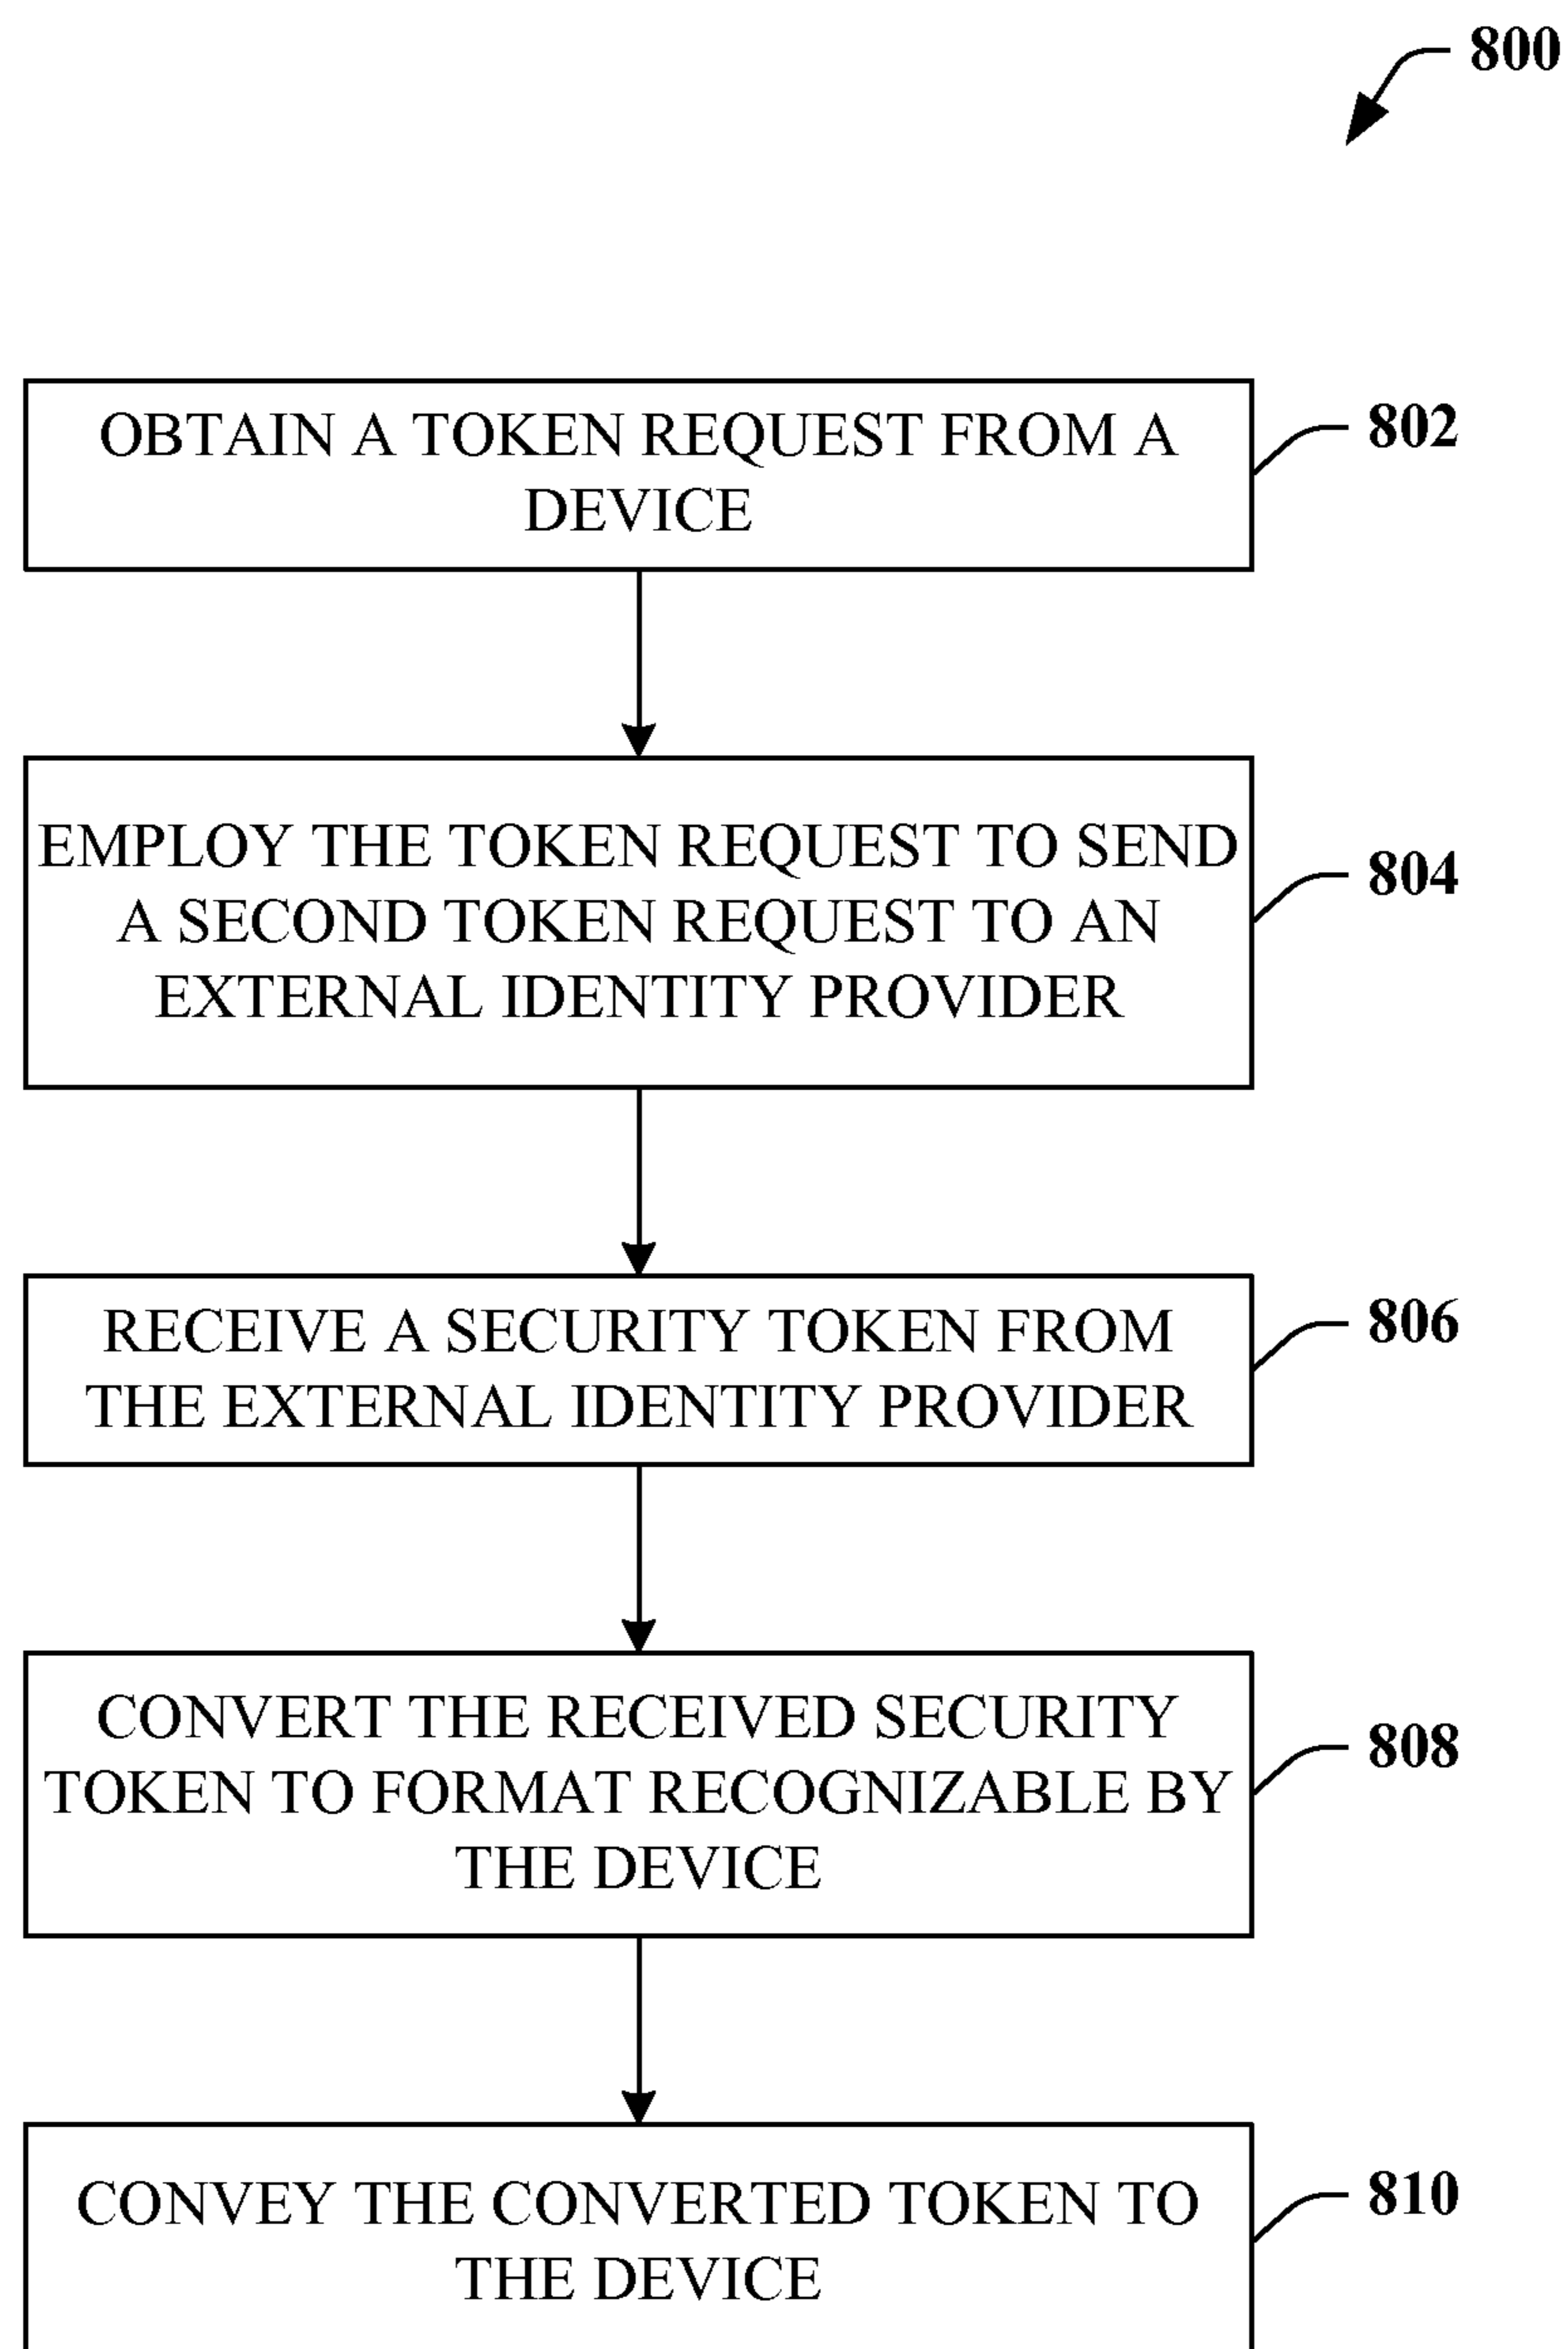 800
OBTAIN A TOKEN REQUEST FROM A
DEVICE
802
EMPLOY THE TOKEN REQUEST TO SEND
A SECOND TOKEN REQUEST TO AN
EXTERNAL IDENTITY PROVIDER
804
RECEIVE A SECURITY TOKEN FROM
THE EXTERNAL IDENTITY PROVIDER
806
CONVERT THE RECEIVED SECURITY
TOKEN TO FORMAT RECOGNIZABLE BY
THE DEVICE
808
CONVEY THE CONVERTED TOKEN TO
THE DEVICE
810